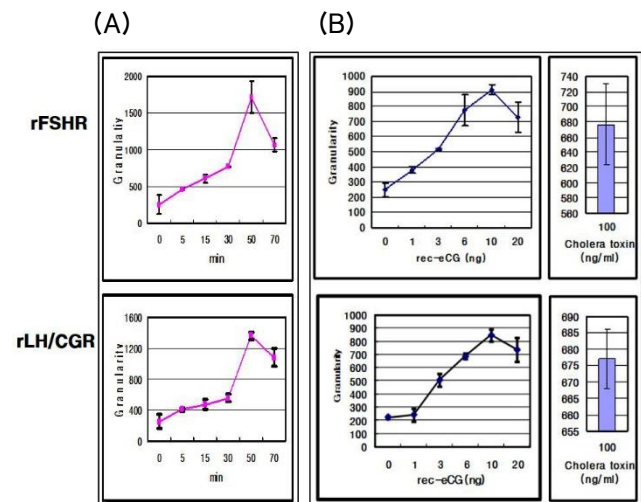 (A)
(B)
rFSHR
Granularity
2000
1500
1000
500
0
0 5 15 30 50 70
min
Granularity
1000
900
800
700
600
500
400
300
200
100
0
0 1 3 6 10 20
rec-eCG (ng)
740
720
700
680
660
640
620
600
580
560
100
Cholera toxin
(ng/ml)
rLH/CGR
Granularity
1600
1200
800
400
0
0 5 15 30 50 70
min
Granularity
1000
900
800
700
600
500
400
300
200
100
0
0 1 3 6 10 20
rec-eCG (ng)
690
685
680
675
670
665
660
655
100
Cholera toxin
(ng/ml)